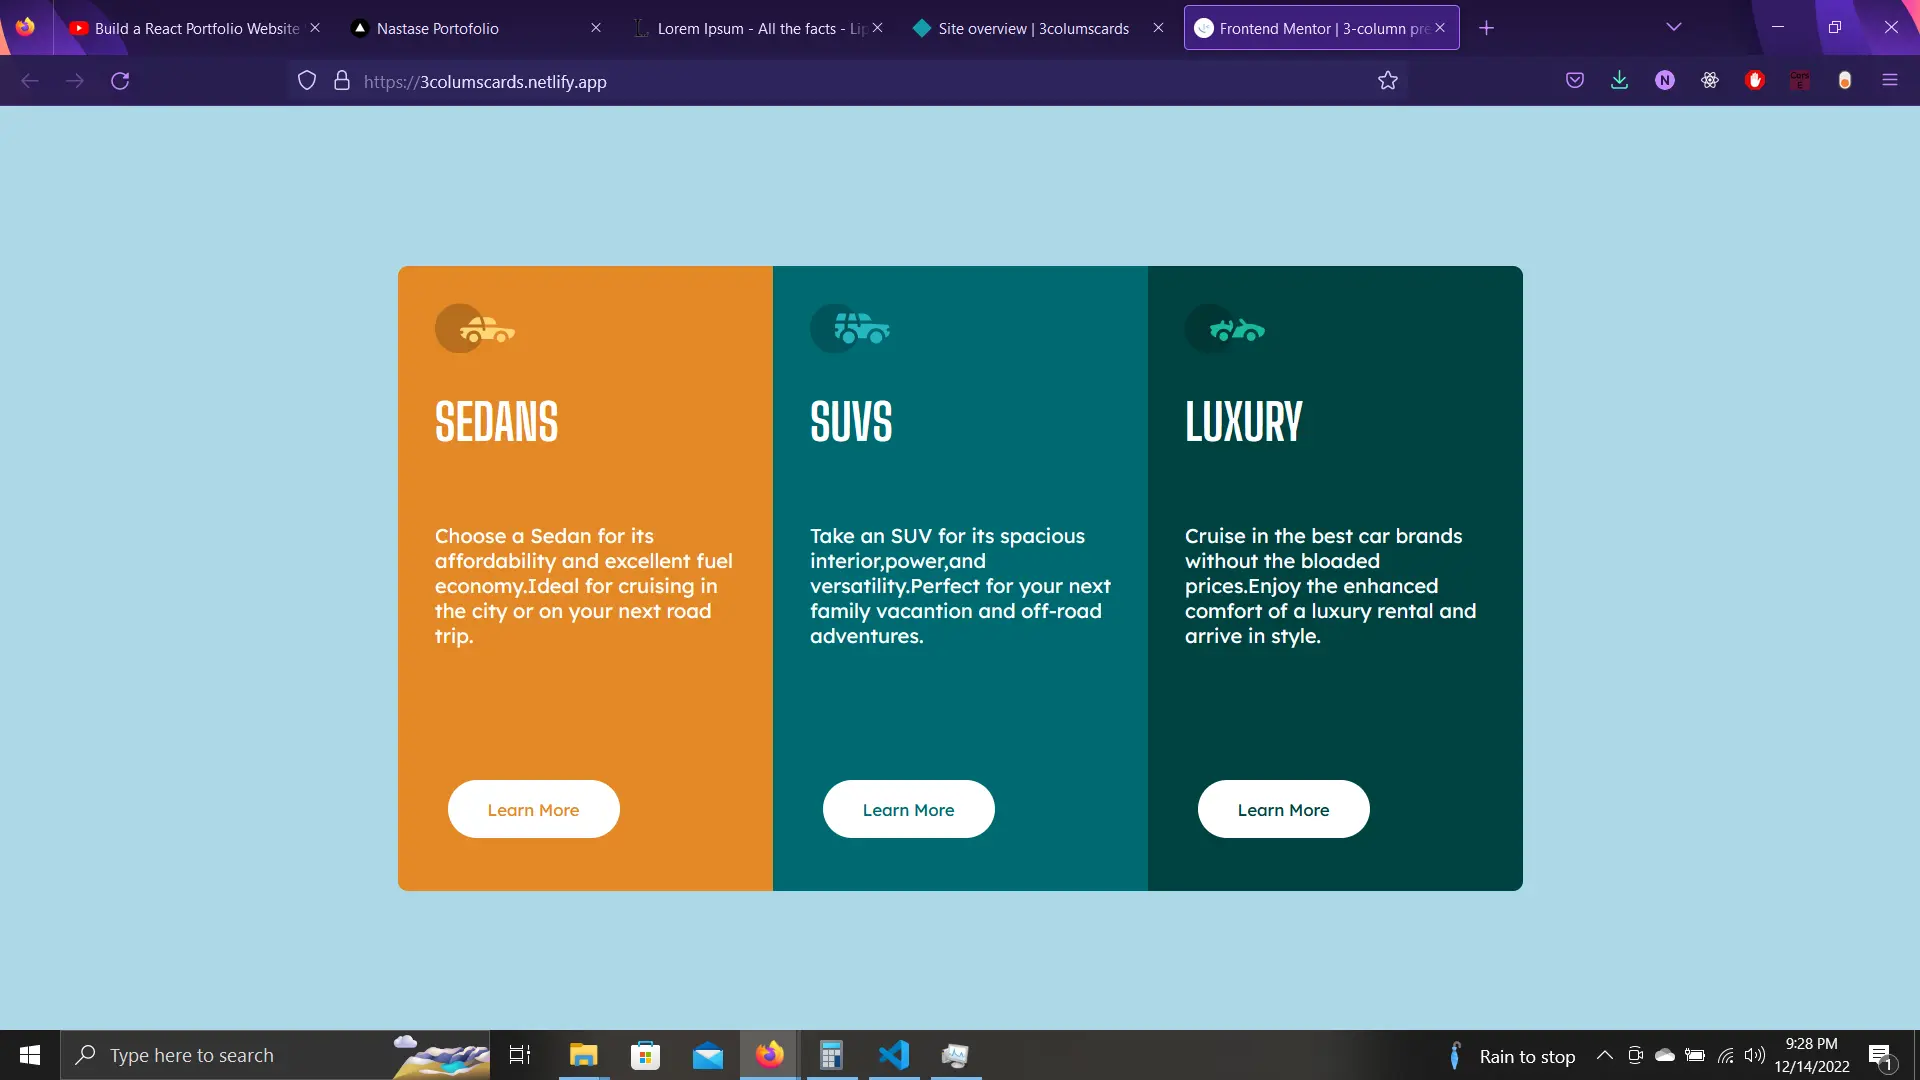 Build a React Portfolio Website
Nastase Portofolio
Lorem Ipsum - All the facts - Lip
Site overview | 3columscards
Frontend Mentor | 3-column pre
https://3columscards.netlify.app
N
SEDANS
Choose a Sedan for its
affordability and excellent fuel
economy.Ideal for cruising in
the city or on your next road
trip.
Learn More
SUVS
Take an SUV for its spacious
interior,power,and
versatility.Perfect for your next
family vacantion and off-road
adventures.
Learn More
LUXURY
Cruise in the best car brands
without the bloaded
prices.Enjoy the enhanced
comfort of a luxury rental and
arrive in style.
Learn More
Type here to search
Rain to stop
9:28 PM
12/14/2022
1